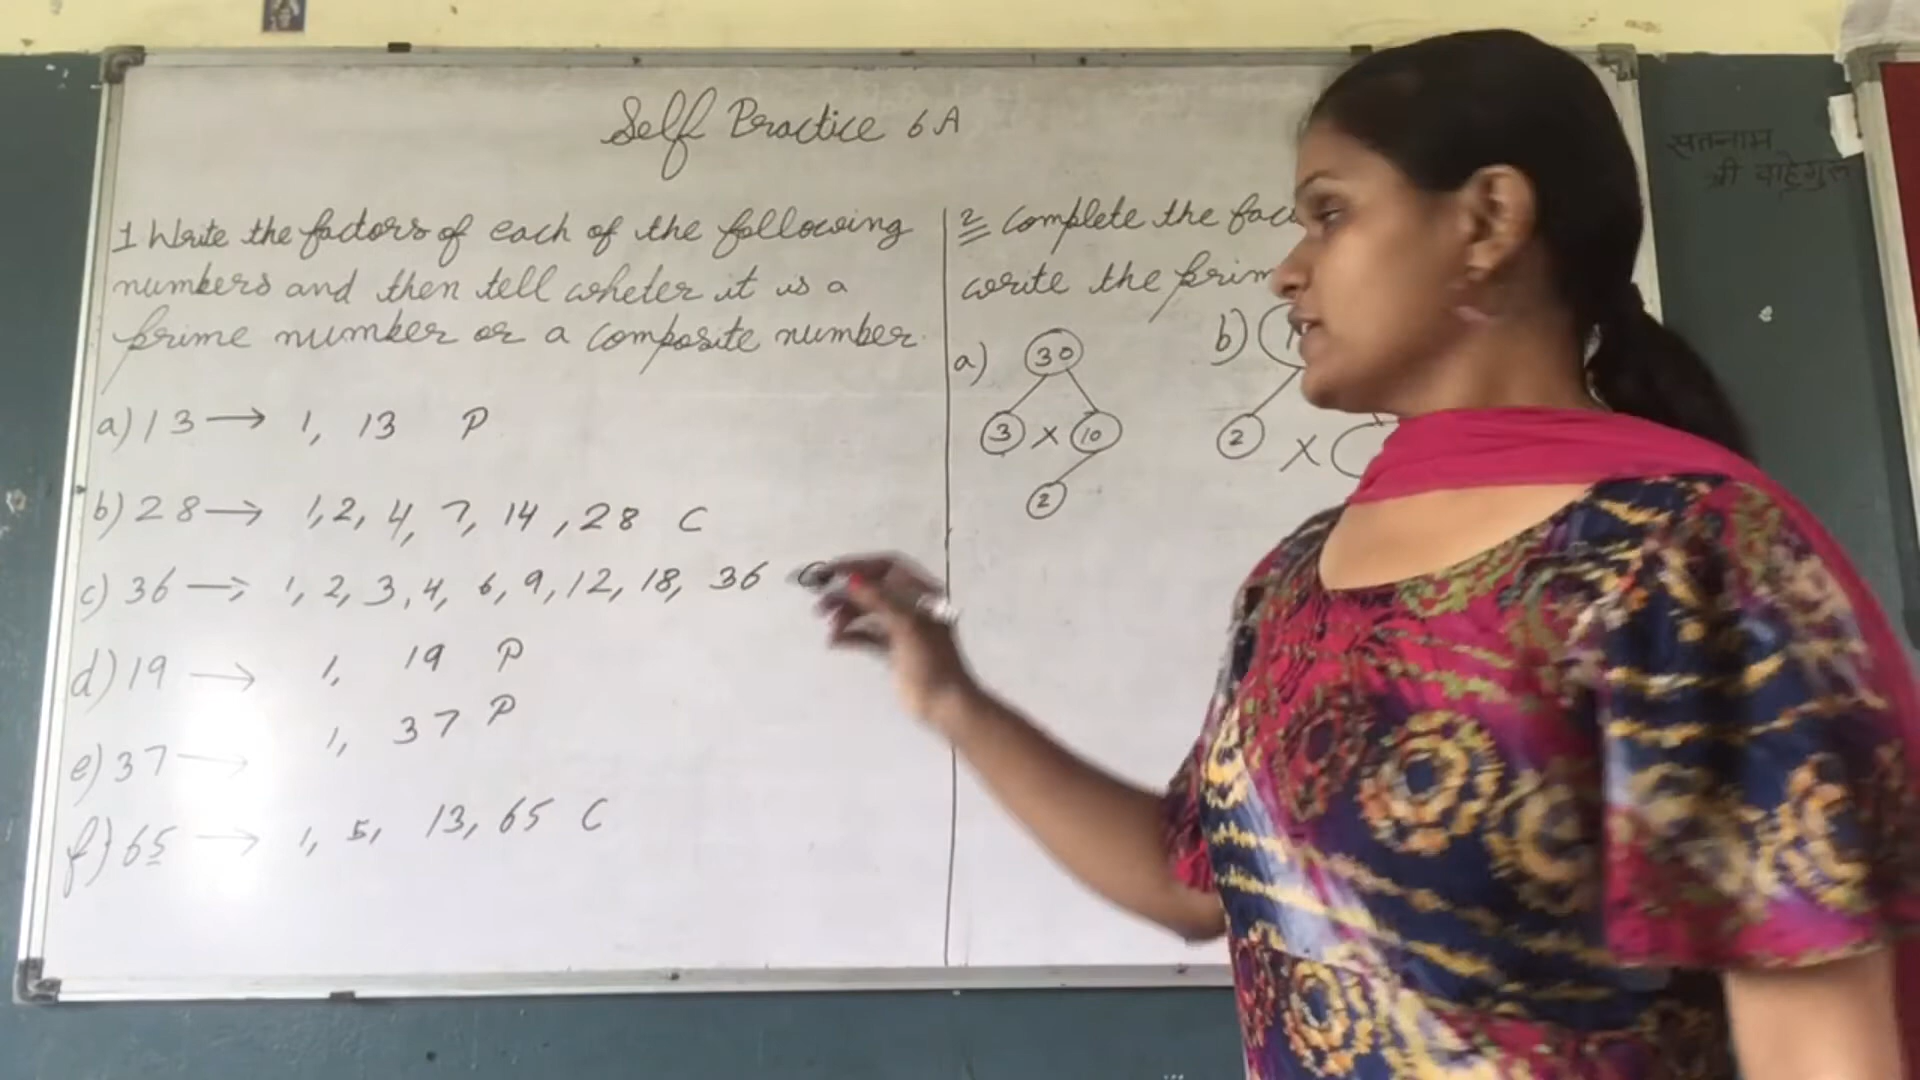 Self Practice 6A
1 Write the factors of each of the following
numbers and then tell wheter it is a
prime number or a composite number.
a) 13 → 1, 13 P
b) 28 → 1, 2, 4, 7, 14, 28 C
c) 36 → 1, 2, 3, 4, 6, 9, 12, 18, 36
d) 19 → 1, 19 P
e) 37 → 1, 37 P
f) 65 → 1, 5, 13, 65 C
2 Complete the
write the
a) 30
3 X 10
2
b)
2 X
सतनाम
श्री वाहेगुरू